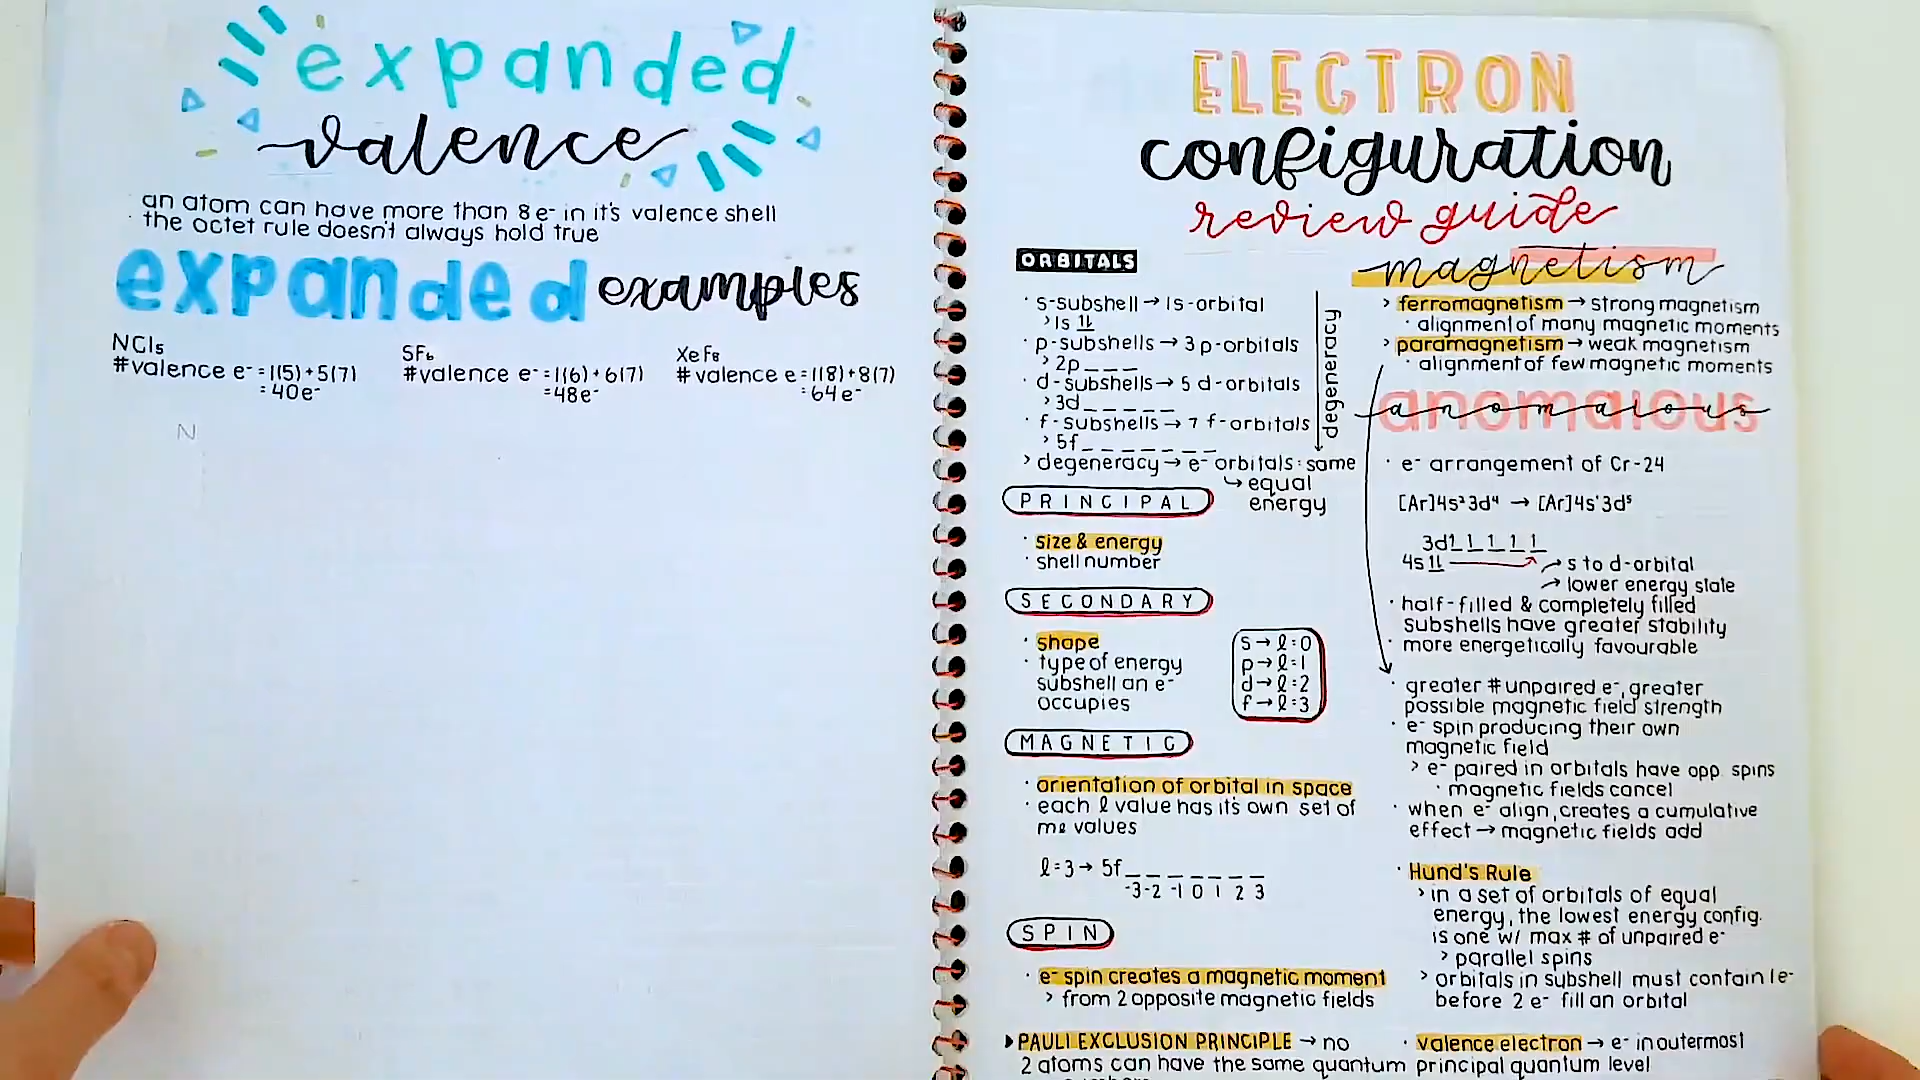 expanded
valence
· an atom can have more than 8 e⁻ in it's valence shell
· the octet rule doesn't always hold true
expanded examples
NCl₅
#valence e⁻ = 1(5) + 5(7)
= 40e⁻
SF₆
#valence e⁻ = 1(6) + 6(7)
= 48e⁻
XeF₈
# valence e = 1(8) + 8(7)
= 64e⁻
N
ELECTRON
configuration
review guide
ORBITALS
· s-subshell → 1s-orbital
> 1s 1l
· p-subshells → 3 p-orbitals
> 2p _ _ _
· d-subshells → 5 d-orbitals
> 3d _ _ _ _ _
· f-subshells → 7 f-orbitals
> 5f _ _ _ _ _ _ _
> degeneracy → e⁻ orbitals: same
↳ equal
energy
degeneracy
PRINCIPAL
· size & energy
· shell number
SECONDARY
· shape
· type of energy
subshell an e⁻
occupies
s → l = 0
p → l = 1
d → l = 2
f → l = 3
MAGNETIC
· orientation of orbital in space
· each l value has it's own set of
mₗ values
l = 3 → 5f _ _ _ _ _ _ _
-3 -2 -1 0 1 2 3
SPIN
· e⁻ spin creates a magnetic moment
> from 2 opposite magnetic fields
▸ PAULI EXCLUSION PRINCIPLE → no
2 atoms can have the same quantum
magnetism
> ferromagnetism → strong magnetism
· alignment of many magnetic moments
> paramagnetism → weak magnetism
· alignment of few magnetic moments
anomalous
anomalous
· e⁻ arrangement of Cr-24
[Ar]4s²3d⁴ → [Ar]4s¹3d⁵
3d 1 1 1 1 1
4s 1l → s to d-orbital
→ lower energy state
· half-filled & completely filled
subshells have greater stability
· more energetically favourable
· greater # unpaired e⁻, greater
possible magnetic field strength
· e⁻ spin producing their own
magnetic field
> e⁻ paired in orbitals have opp. spins
· magnetic fields cancel
· when e⁻ align, creates a cumulative
effect → magnetic fields add
· Hund's Rule
> in a set of orbitals of equal
energy, the lowest energy config.
is one w/ max # of unpaired e⁻
> parallel spins
> orbitals in subshell must contain 1e⁻
before 2 e⁻ fill an orbital
· valence electron → e⁻ in outermost
principal quantum level